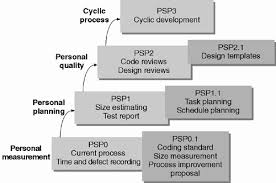 Cyclic
process
PSP3
Cyclic development
Personal
quality
PSP2
Code reviews
Design reviews
PSP2.1
Design templates
Personal
planning
PSP1
Size estimating
Test report
PSP1.1
Task planning
Schedule planning
Personal
measurement
PSP0
Current process
Time and defect recording
PSP0.1
Coding standard
Size measurement
Process improvement
proposal